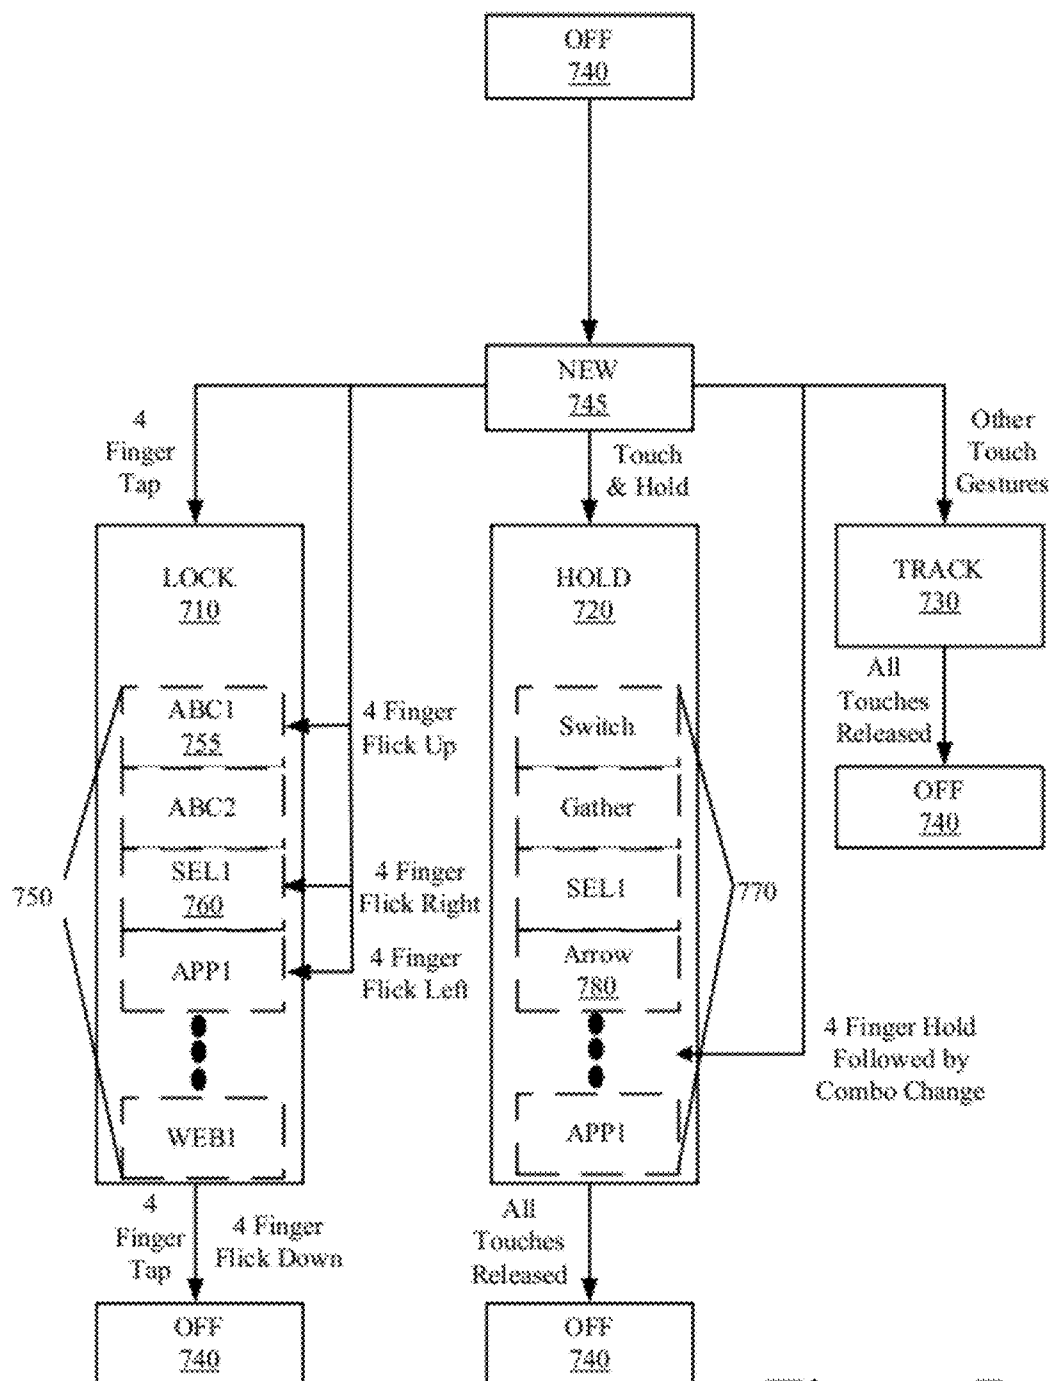 OFF
740
NEW
745
4
Finger
Tap
Touch
& Hold
Other
Touch
Gestures
LOCK
710
HOLD
720
TRACK
730
ABC1
755
4 Finger
Flick Up
Switch
All
Touches
Released
ABC2
Gather
OFF
740
750
SEL1
760
4 Finger
Flick Right
SEL1
770
APP1
4 Finger
Flick Left
Arrow
780
4 Finger Hold
Followed by
Combo Change
WEB1
APP1
4
Finger
Tap
4 Finger
Flick Down
All
Touches
Released
OFF
740
OFF
740